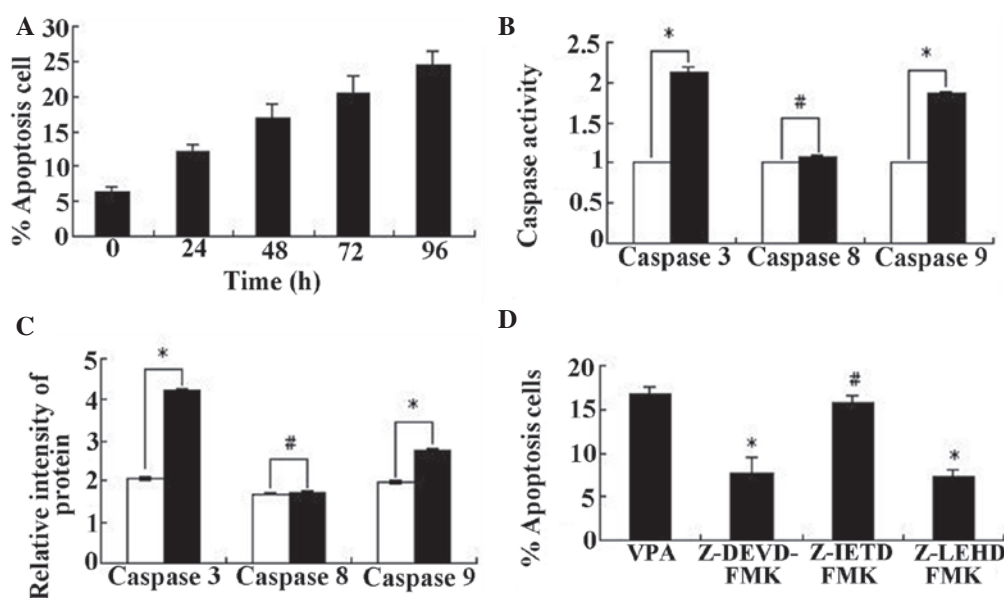 A
% Apoptosis cell
30
25
20
15
10
5
0
0 24 48 72 96
Time (h)
B
Caspase activity
2.5
2
1.5
1
0.5
0
* # *
Caspase 3 Caspase 8 Caspase 9
C
Relative intensity of
protein
5
4
3
2
1
0
* # *
Caspase 3 Caspase 8 Caspase 9
D
% Apoptosis cells
20
15
10
5
0
* # *
VPA Z-DEVD- Z-IETD Z-LEHD
FMK FMK FMK